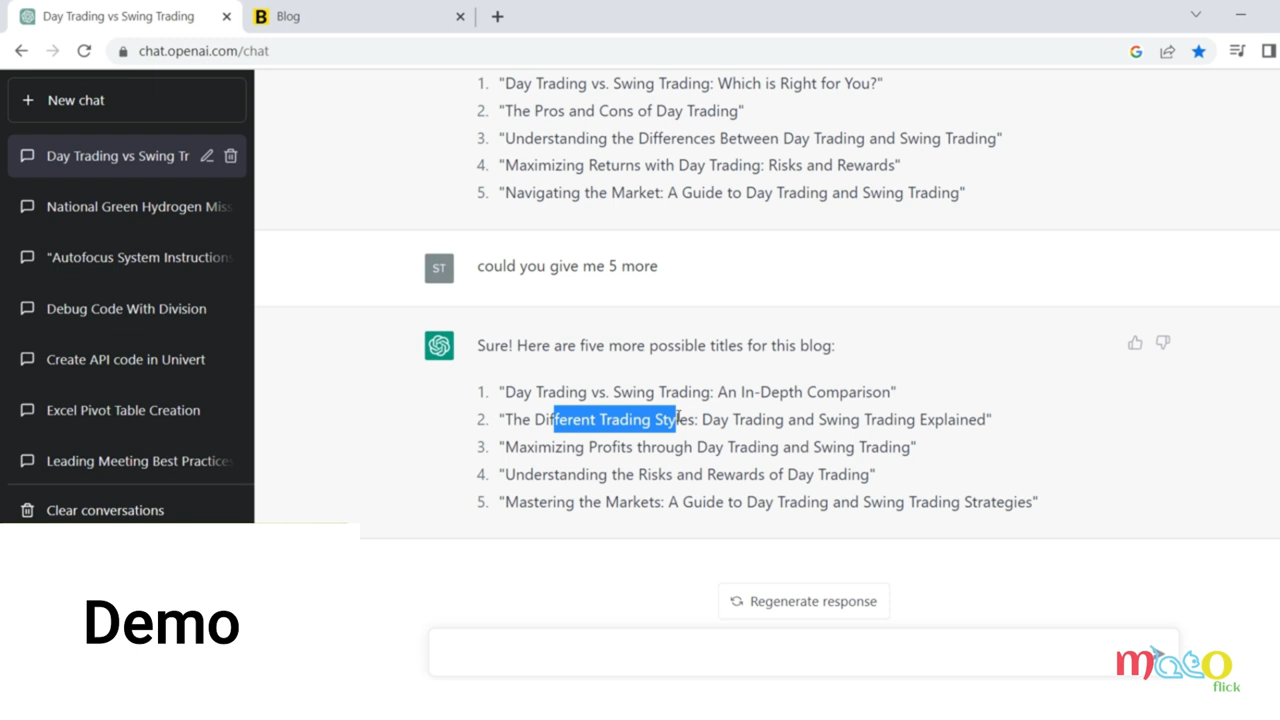 Day Trading vs Swing Trading
Blog
chat.openai.com/chat
New chat
Day Trading vs Swing Tr
National Green Hydrogen Miss
"Autofocus System Instructions
Debug Code With Division
Create API code in Univert
Excel Pivot Table Creation
Leading Meeting Best Practices
Clear conversations
1. "Day Trading vs. Swing Trading: Which is Right for You?"
2. "The Pros and Cons of Day Trading"
3. "Understanding the Differences Between Day Trading and Swing Trading"
4. "Maximizing Returns with Day Trading: Risks and Rewards"
5. "Navigating the Market: A Guide to Day Trading and Swing Trading"
ST could you give me 5 more
Sure! Here are five more possible titles for this blog:
1. "Day Trading vs. Swing Trading: An In-Depth Comparison"
2. "The Different Trading Styles: Day Trading and Swing Trading Explained"
3. "Maximizing Profits through Day Trading and Swing Trading"
4. "Understanding the Risks and Rewards of Day Trading"
5. "Mastering the Markets: A Guide to Day Trading and Swing Trading Strategies"
Regenerate response
Demo
flick